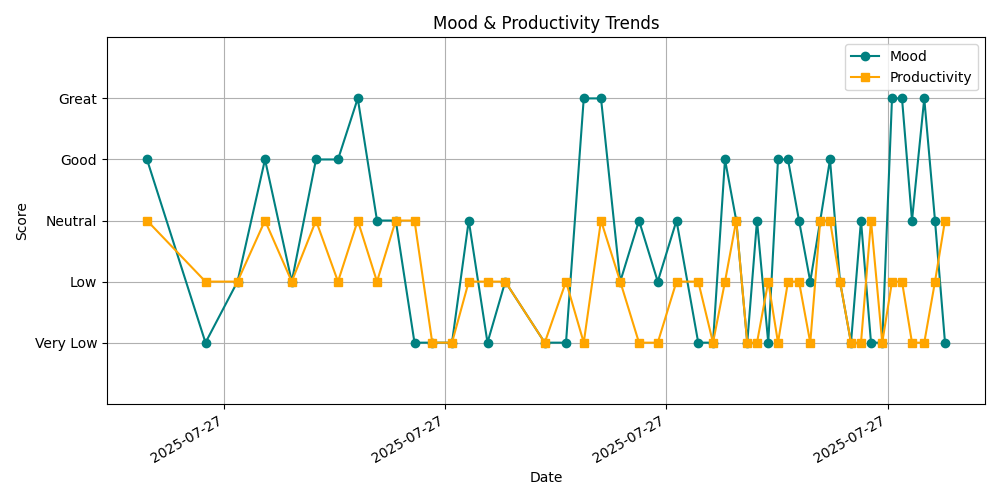 Mood & Productivity Trends
Mood
Productivity
Great
Good
Neutral
Low
Very Low
Score
2025-07-27
2025-07-27
2025-07-27
2025-07-27
Date